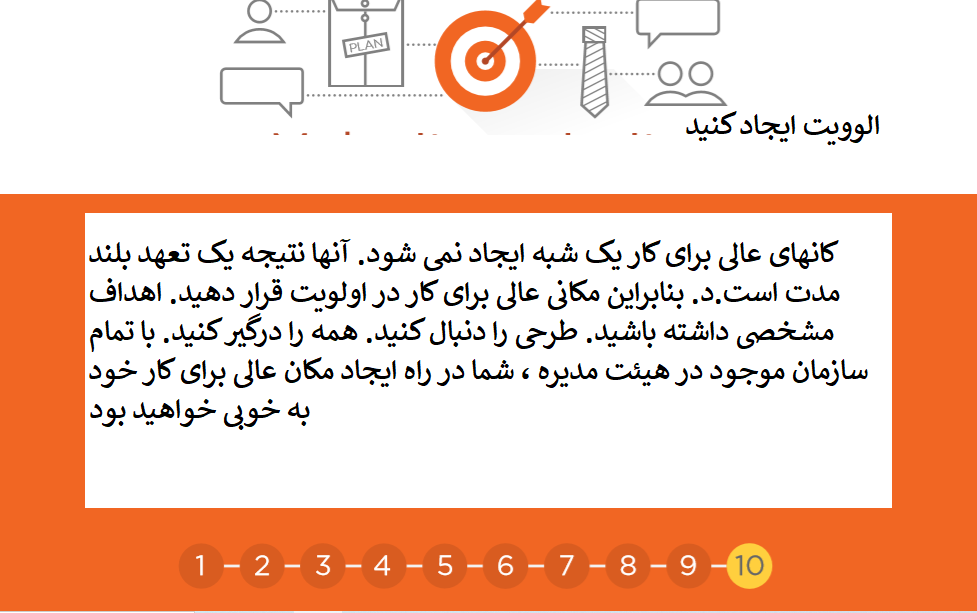 PLAN
الوویت ایجاد کنید
کانهای عالی برای کار یک شبه ایجاد نمی شود. آنها نتیجه یک تعهد بلند
مدت است.د. بنابراین مکانی عالی برای کار در اولویت قرار دهید. اهداف
مشخصی داشته باشید. طرحی را دنبال کنید. همه را درگیر کنید. با تمام
سازمان موجود در هیئت مدیره ، شما در راه ایجاد مکان عالی برای کار خود
به خوبی خواهید بود
1 2 3 4 5 6 7 8 9 10